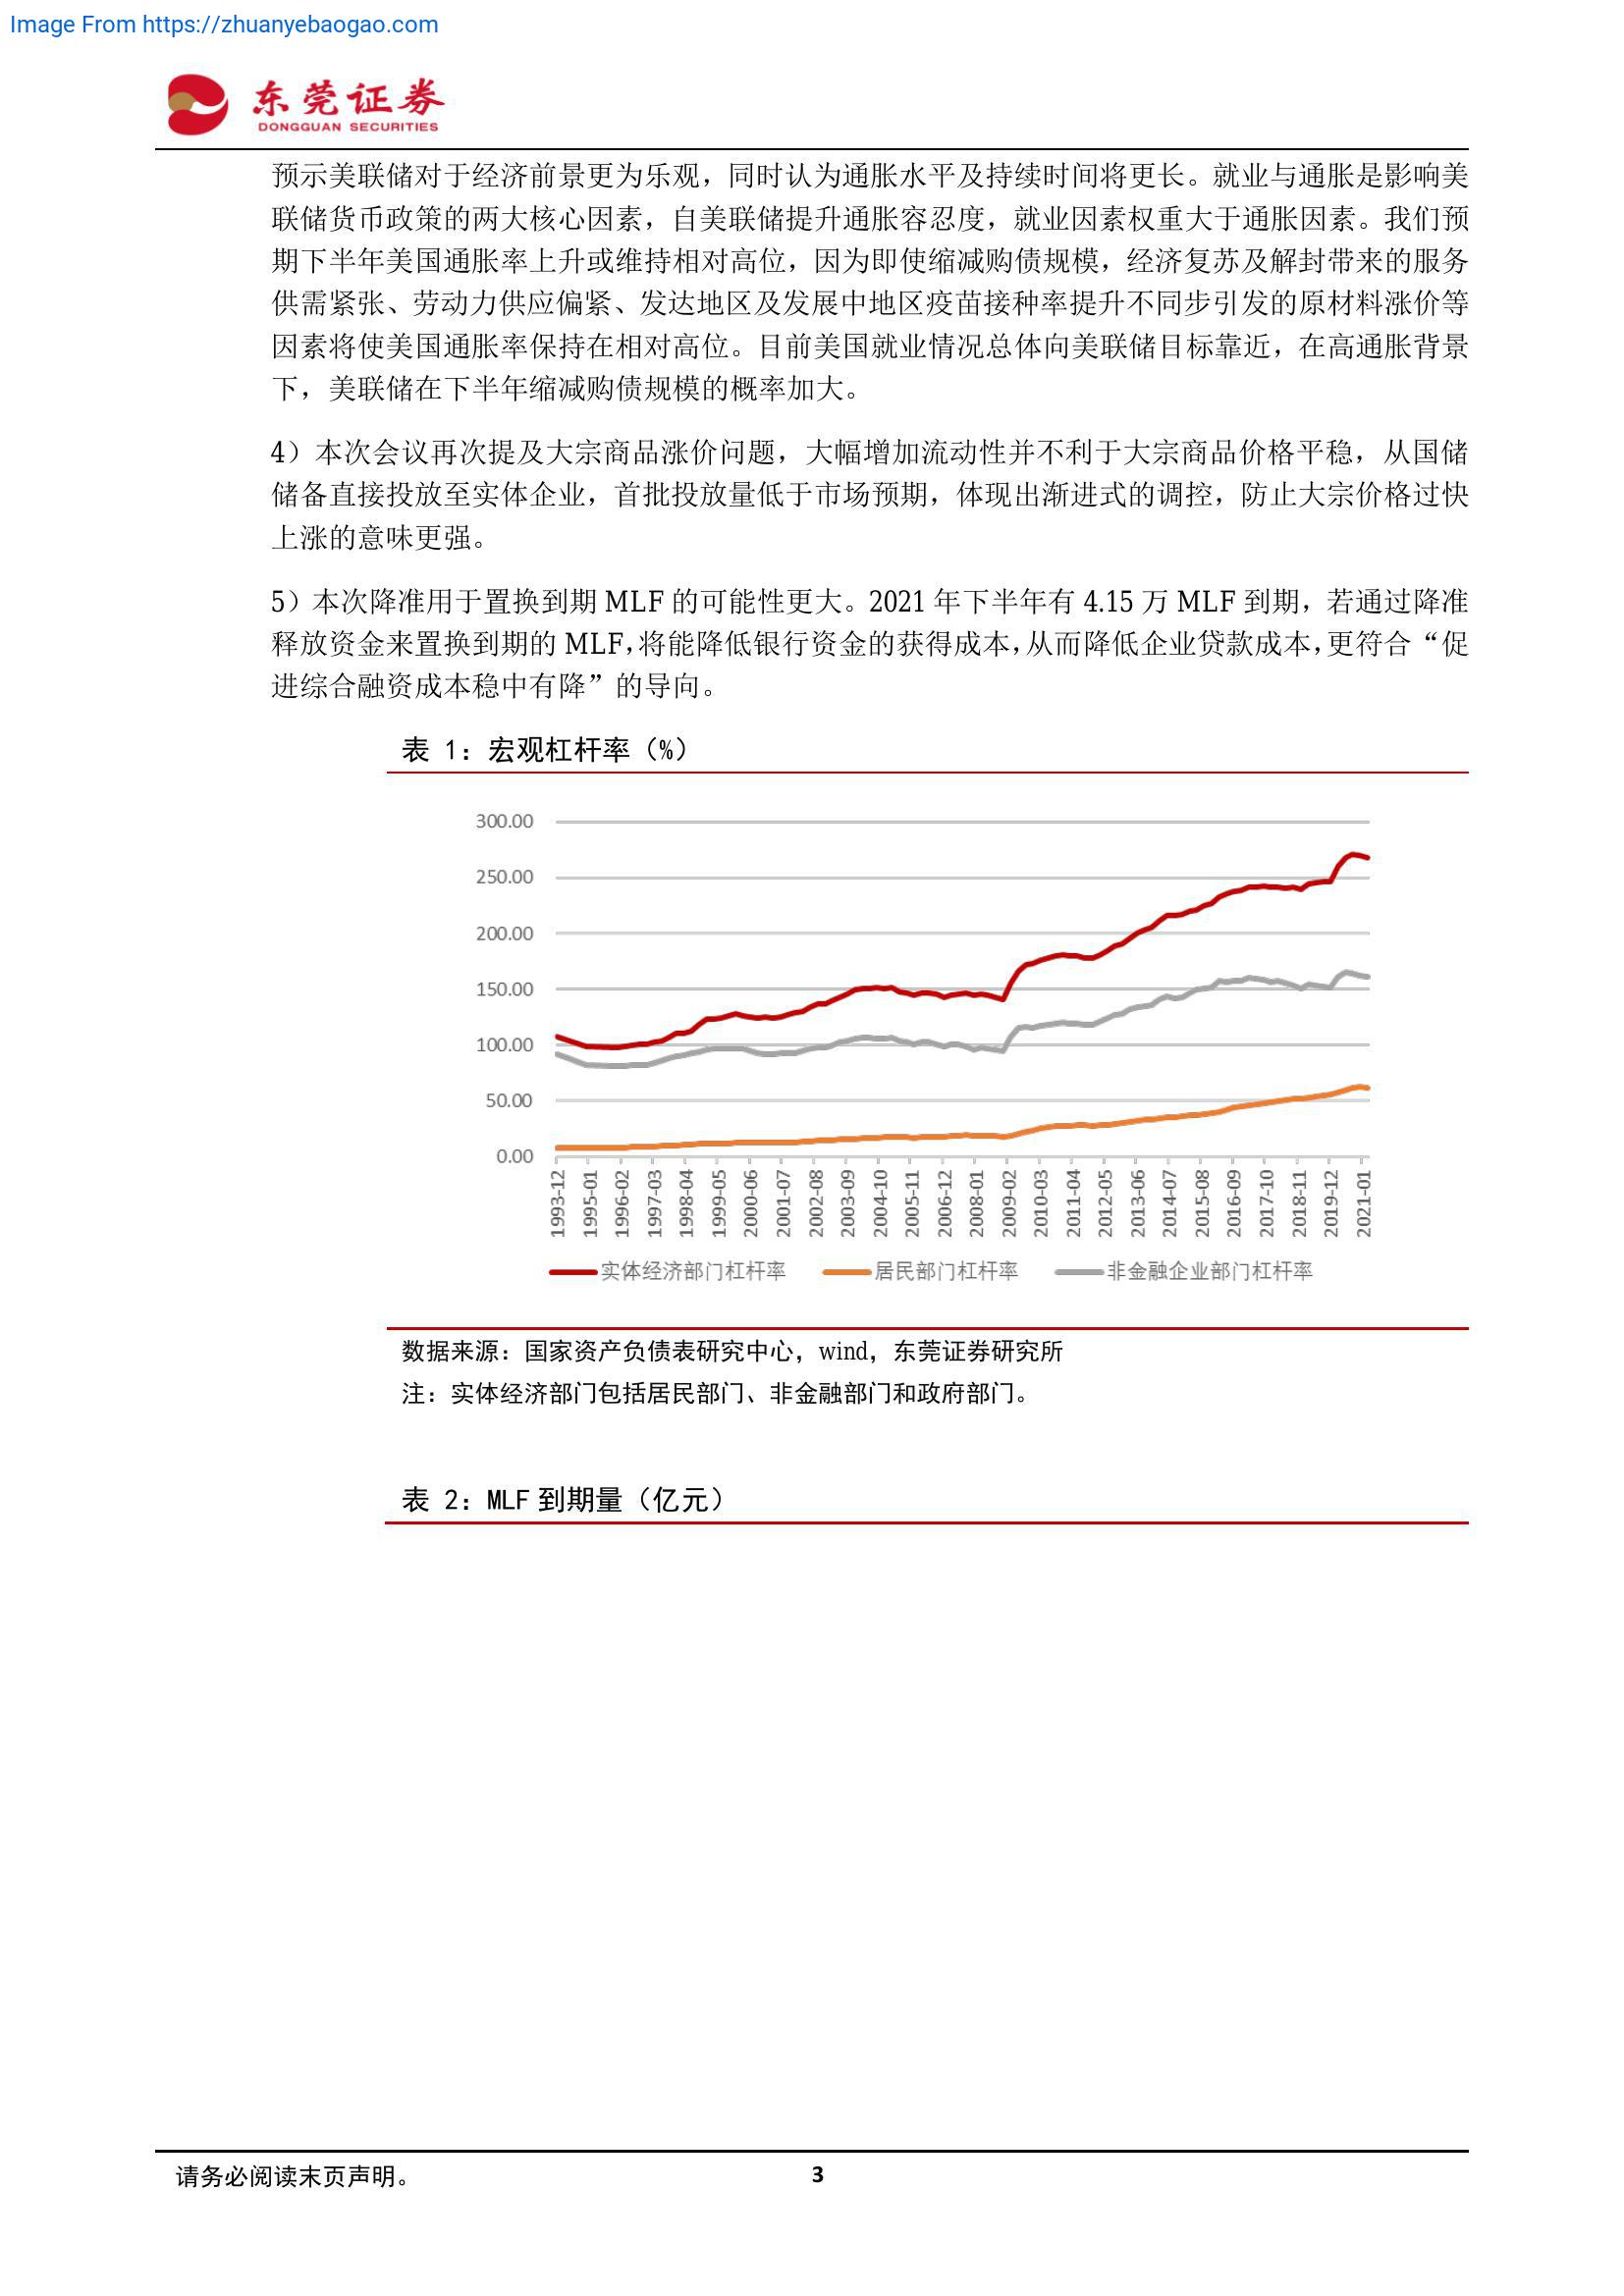 Image From https://zhuanyebaogao.com
东莞证券
DONGGUAN SECURITIES
预示美联储对于经济前景更为乐观，同时认为通胀水平及持续时间将更长。就业与通胀是影响美
联储货币政策的两大核心因素，自美联储提升通胀容忍度，就业因素权重大于通胀因素。我们预
期下半年美国通胀率上升或维持相对高位，因为即使缩减购债规模，经济复苏及解封带来的服务
供需紧张、劳动力供应偏紧、发达地区及发展中地区疫苗接种率提升不同步引发的原材料涨价等
因素将使美国通胀率保持在相对高位。目前美国就业情况总体向美联储目标靠近，在高通胀背景
下，美联储在下半年缩减购债规模的概率加大。
4）本次会议再次提及大宗商品涨价问题，大幅增加流动性并不利于大宗商品价格平稳，从国储
储备直接投放至实体企业，首批投放量低于市场预期，体现出渐进式的调控，防止大宗价格过快
上涨的意味更强。
5）本次降准用于置换到期 MLF 的可能性更大。2021 年下半年有 4.15 万 MLF 到期，若通过降准
释放资金来置换到期的 MLF，将能降低银行资金的获得成本，从而降低企业贷款成本，更符合“促
进综合融资成本稳中有降”的导向。
表 1：宏观杠杆率（%）
300.00
250.00
200.00
150.00
100.00
50.00
0.00
1993-12 1995-01 1996-02 1997-03 1998-04 1999-05 2000-06 2001-07 2002-08 2003-09 2004-10 2005-11 2006-12 2008-01 2009-02 2010-03 2011-04 2012-05 2013-06 2014-07 2015-08 2016-09 2017-10 2018-11 2019-12 2021-01
实体经济部门杠杆率 居民部门杠杆率 非金融企业部门杠杆率
数据来源：国家资产负债表研究中心，wind，东莞证券研究所
注：实体经济部门包括居民部门、非金融部门和政府部门。
表 2：MLF 到期量（亿元）
请务必阅读末页声明。 3